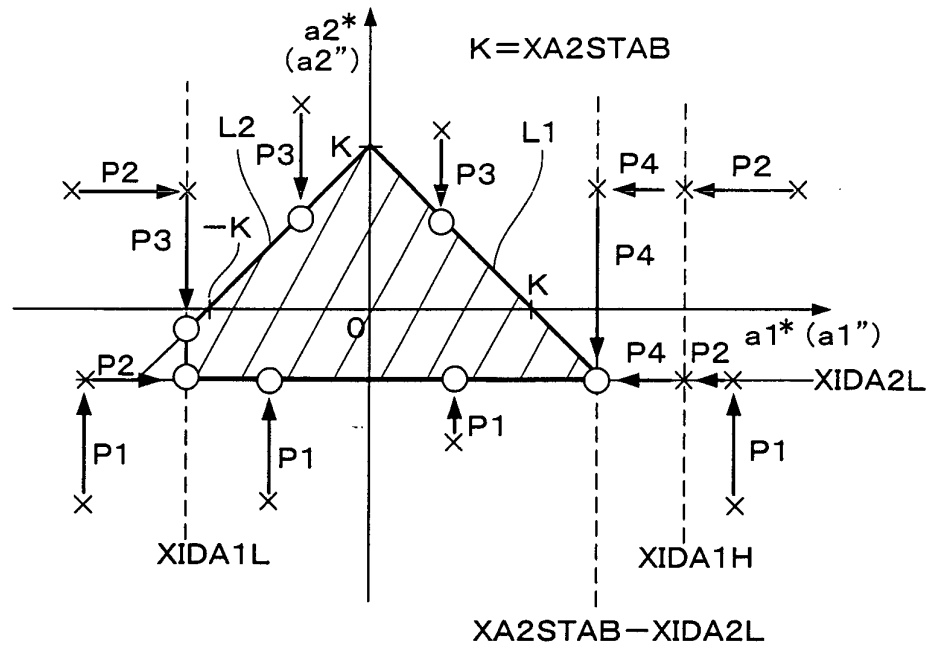 a2*
(a2")
K=XA2STAB
L2
K
L1
P3
P3
P2
P4
P2
P3
−K
P4
K
0
a1* (a1")
P2
P4
P2
XIDA2L
P1
P1
P1
P1
XIDA1L
XIDA1H
XA2STAB−XIDA2L